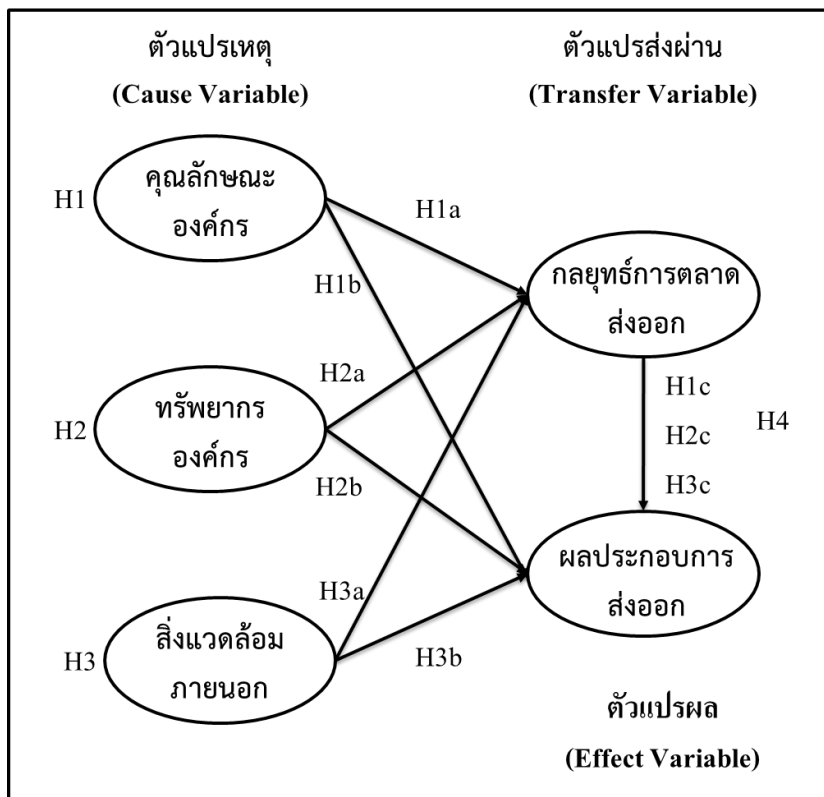 ตัวแปรเหตุ
(Cause Variable)
ตัวแปรส่งผ่าน
(Transfer Variable)
H1
คุณลักษณะ
องค์กร
H1a
H1b
กลยุทธ์การตลาด
ส่งออก
H2
ทรัพยากร
องค์กร
H2a
H2b
H1c
H2c
H3c
H4
H3
สิ่งแวดล้อม
ภายนอก
H3a
H3b
ผลประกอบการ
ส่งออก
ตัวแปรผล
(Effect Variable)